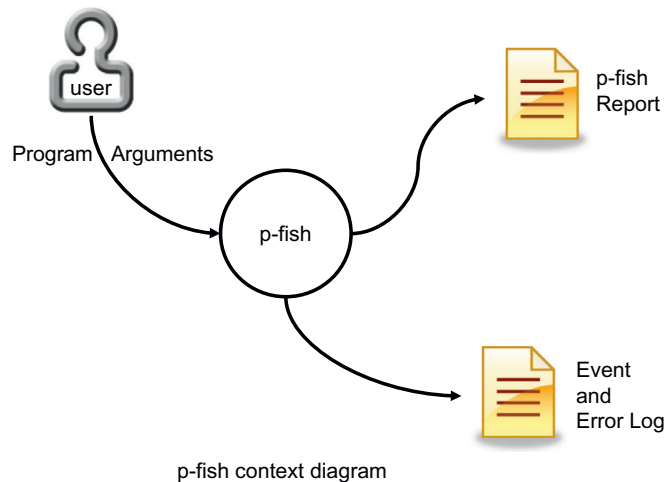 user
p-fish
Report
Program Arguments
p-fish
Event
and
Error Log
p-fish context diagram